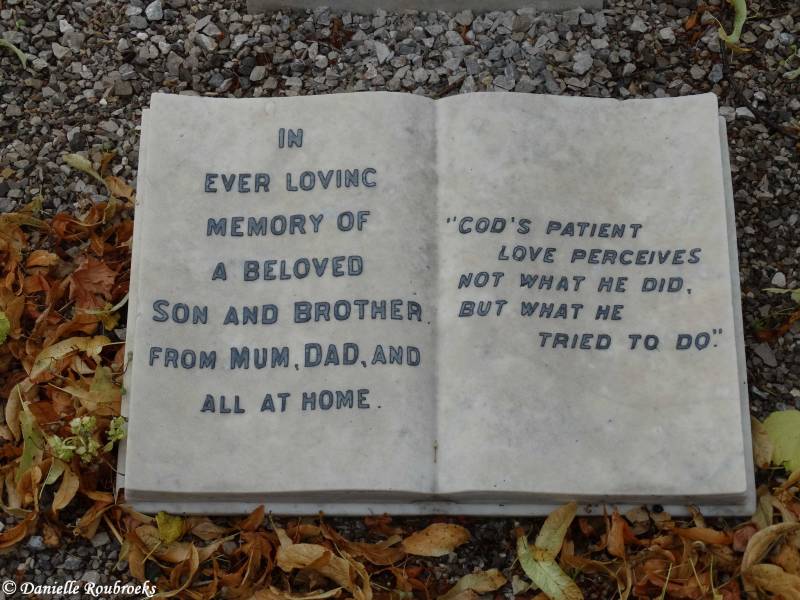 IN
EVER LOVING
MEMORY OF
A BELOVED
SON AND BROTHER
FROM MUM, DAD, AND
ALL AT HOME.
"GOD'S PATIENT
LOVE PERCEIVES
NOT WHAT HE DID,
BUT WHAT HE
TRIED TO DO."
© Danielle Roubroeks